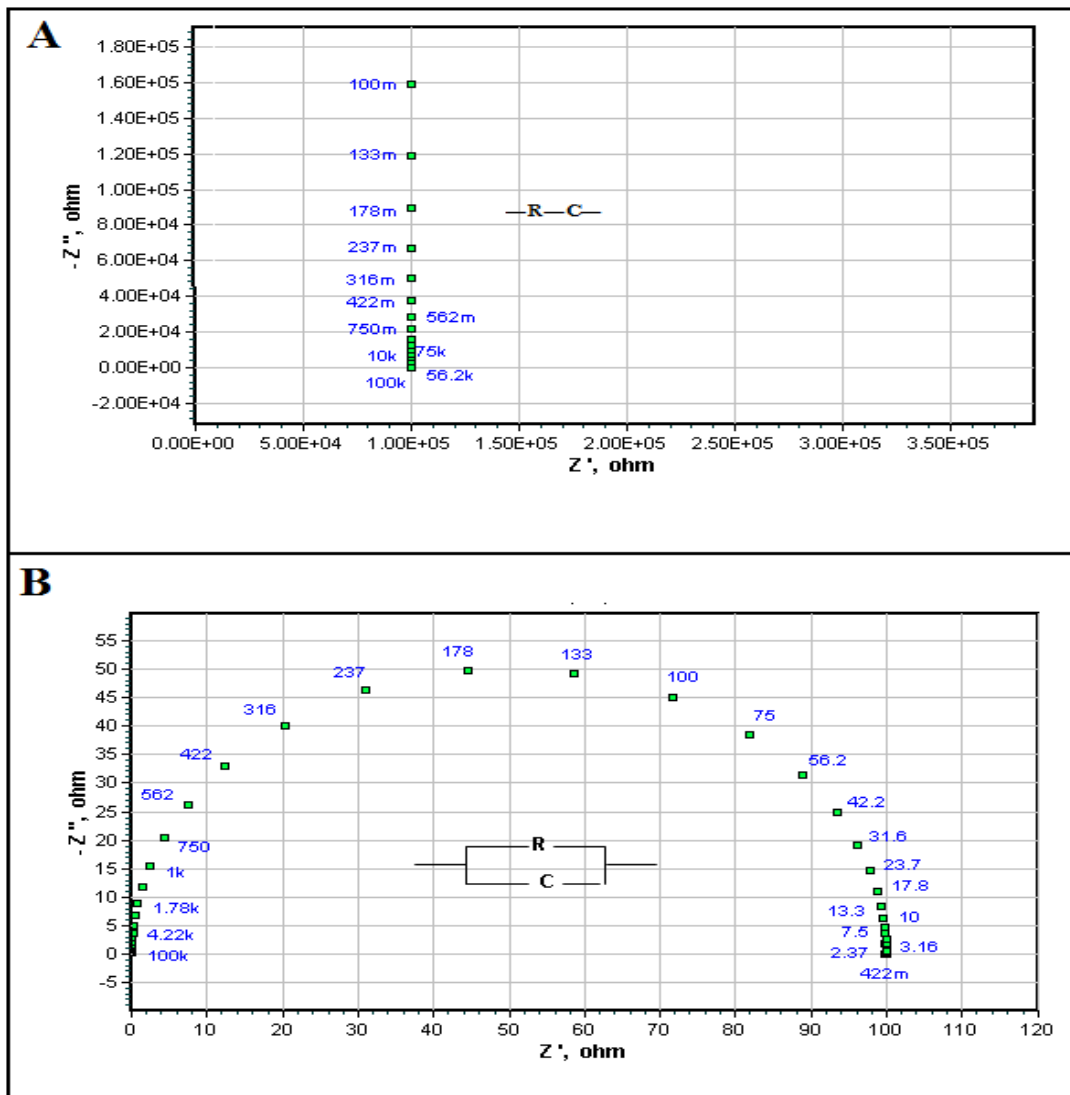 A
1.80E+05
1.60E+05
1.40E+05
1.20E+05
1.00E+05
8.00E+04
6.00E+04
4.00E+04
2.00E+04
0.00E+00
-2.00E+04
-Z'', ohm
100m
133m
178m
R C
237m
316m
422m
562m
750m
75k
10k
56.2k
100k
0.00E+00 5.00E+04 1.00E+05 1.50E+05 2.00E+05 2.50E+05 3.00E+05 3.50E+05
Z', ohm
B
55
50
45
40
35
30
25
20
15
10
5
0
-5
-Z'', ohm
178 133
237 100
316 75
422 56.2
562 42.2
750 31.6
1k 23.7
17.8
1.78k 13.3 10
4.22k 7.5 3.16
100k 2.37
422m
R
C
0 10 20 30 40 50 60 70 80 90 100 110 120
Z', ohm